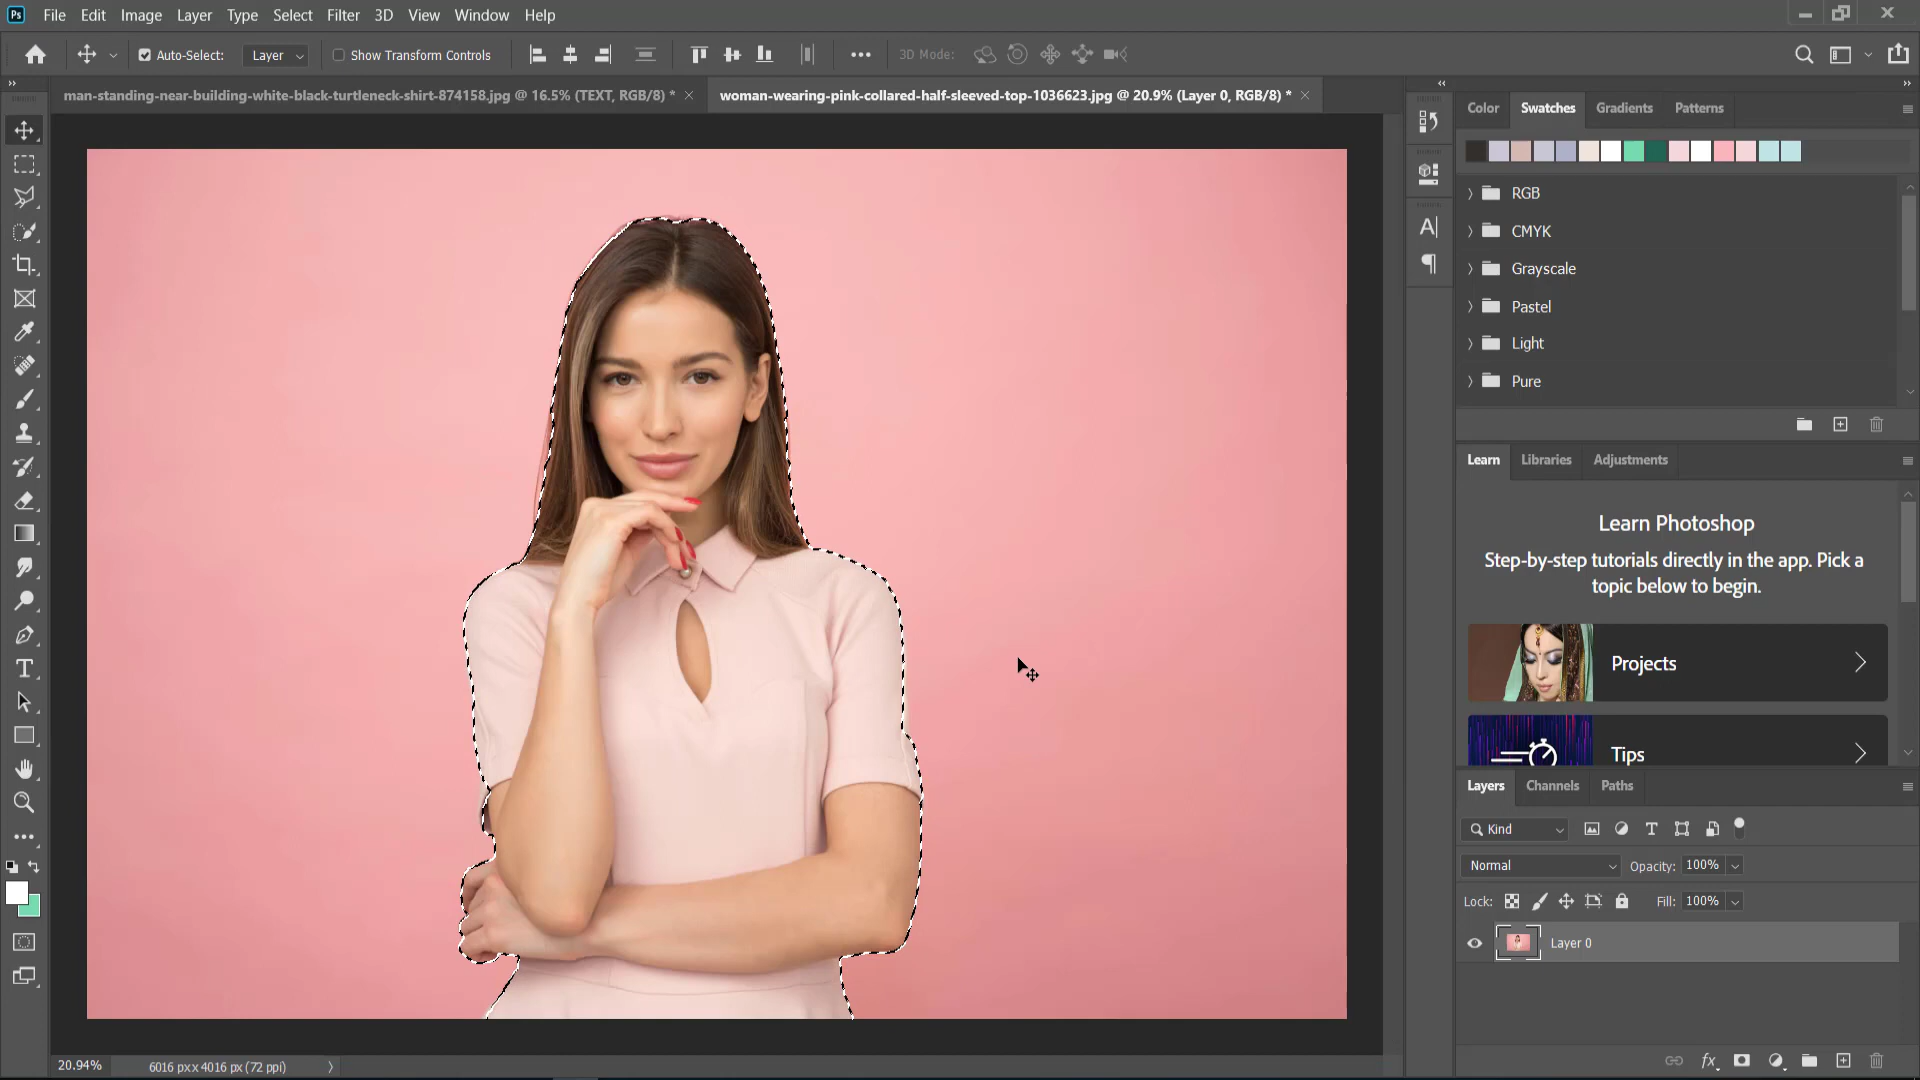 Ps File Edit Image Layer Type Select Filter 3D View Window Help
Auto-Select: Layer Show Transform Controls 3D Mode:
man-standing-near-building-white-black-turtleneck-shirt-874158.jpg @ 16.5% (TEXT, RGB/8) *
woman-wearing-pink-collared-half-sleeved-top-1036623.jpg @ 20.9% (Layer 0, RGB/8) *
Color Swatches Gradients Patterns
RGB
CMYK
Grayscale
Pastel
Light
Pure
Learn Libraries Adjustments
Learn Photoshop
Step-by-step tutorials directly in the app. Pick a
topic below to begin.
Projects
Tips
Layers Channels Paths
Kind
Normal Opacity: 100%
Lock: Fill: 100%
Layer 0
fx
20.94% 6016 px x 4016 px (72 ppi)